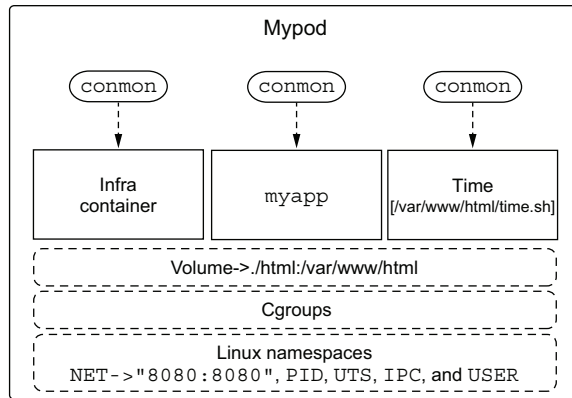 Mypod
conmon
conmon
conmon
Infra
container
myapp
Time
[/var/www/html/time.sh]
Volume->./html:/var/www/html
Cgroups
Linux namespaces
NET->"8080:8080", PID, UTS, IPC, and USER